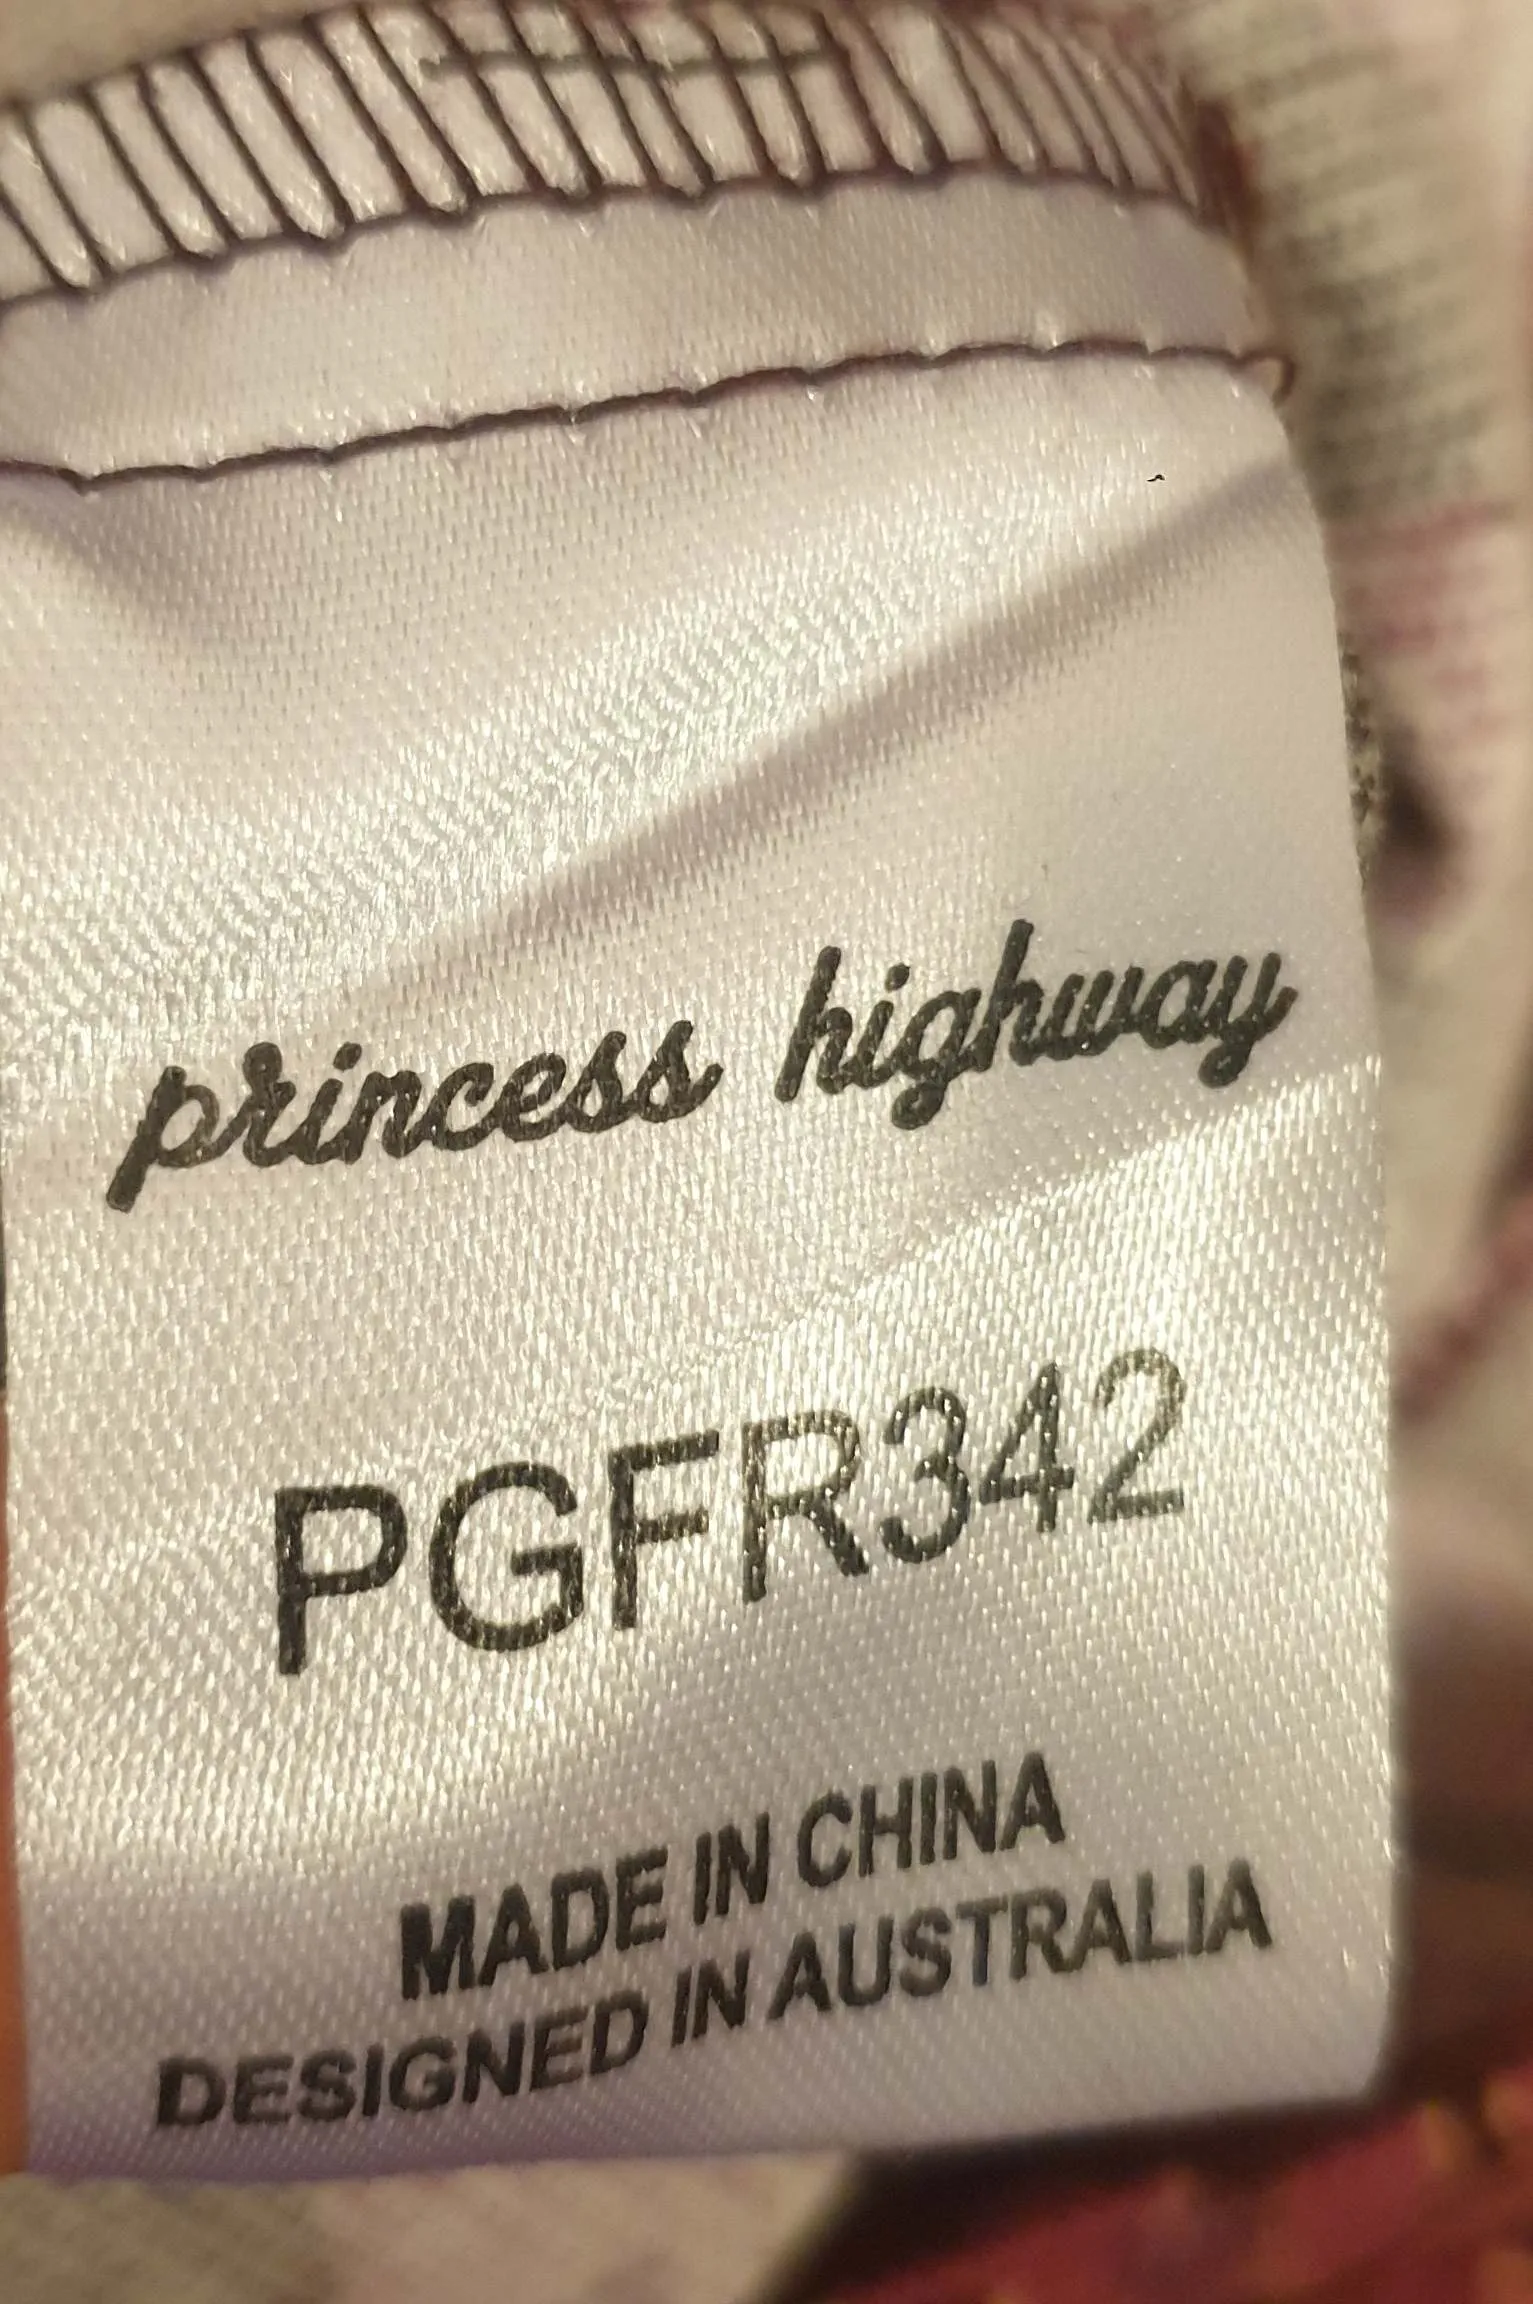 princess highway
PGFR342
MADE IN CHINA
DESIGNED IN AUSTRALIA